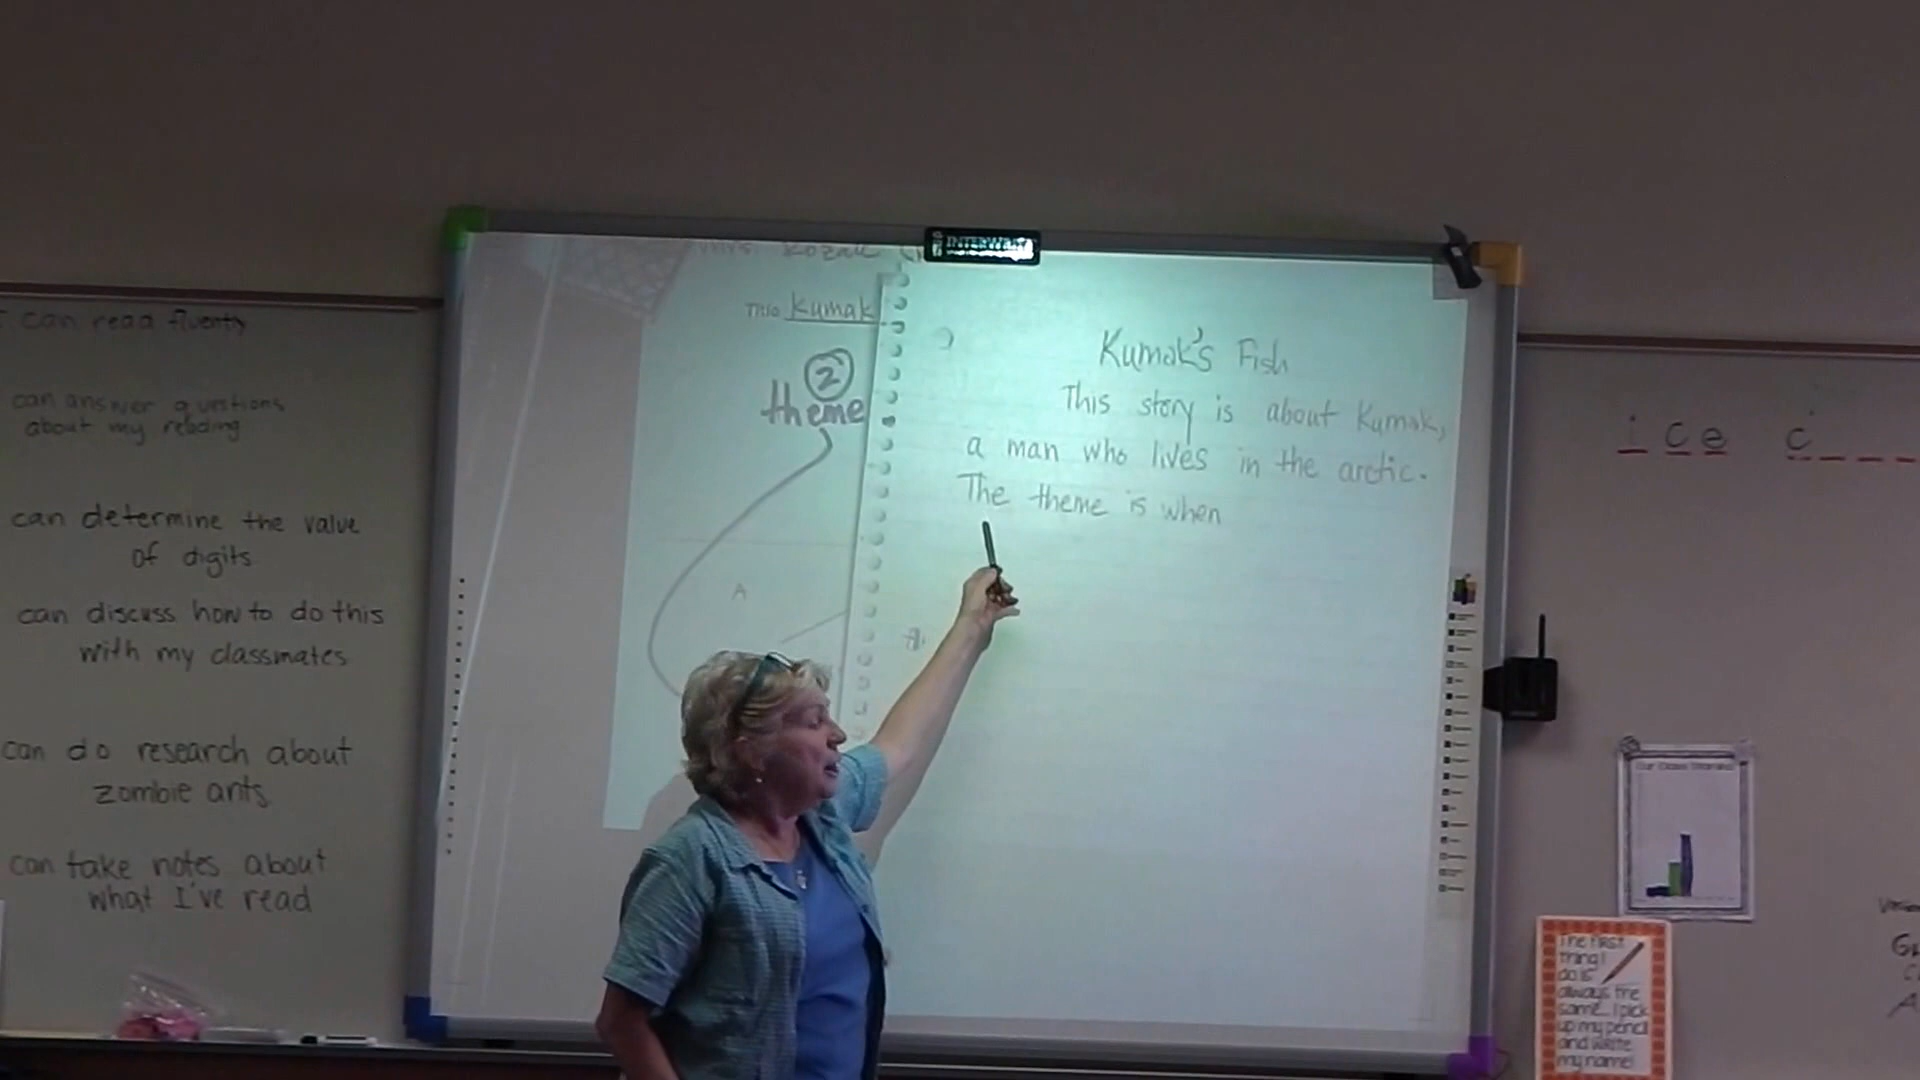 can read fluently
can answer questions
about my reading
can determine the value
of digits
can discuss how to do this
with my classmates
can do research about
zombie ants
can take notes about
what I've read
Mrs. Kozak
Title Kumak
2
theme
A
INTERWRITE
Kumak's Fish
This story is about Kumak,
a man who lives in the arctic.
The theme is when
ice c
The first
thing I
do is
always the
same. I pick
up my pencil
and write
my name!